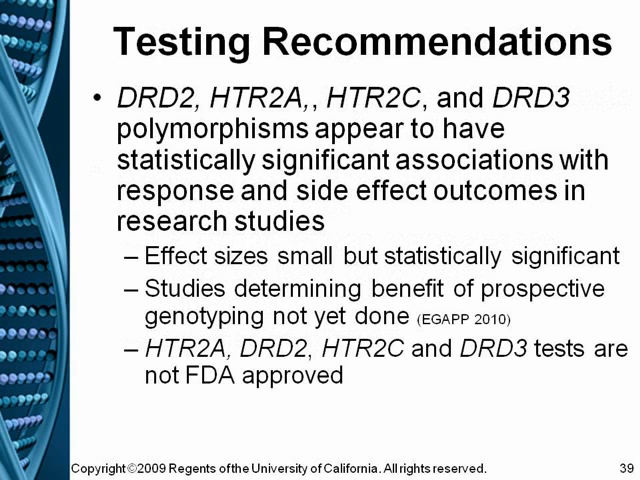 Testing Recommendations
• DRD2, HTR2A,, HTR2C, and DRD3
polymorphisms appear to have
statistically significant associations with
response and side effect outcomes in
research studies
– Effect sizes small but statistically significant
– Studies determining benefit of prospective
genotyping not yet done (EGAPP 2010)
– HTR2A, DRD2, HTR2C and DRD3 tests are
not FDA approved
Copyright ©2009 Regents of the University of California. All rights reserved. 39